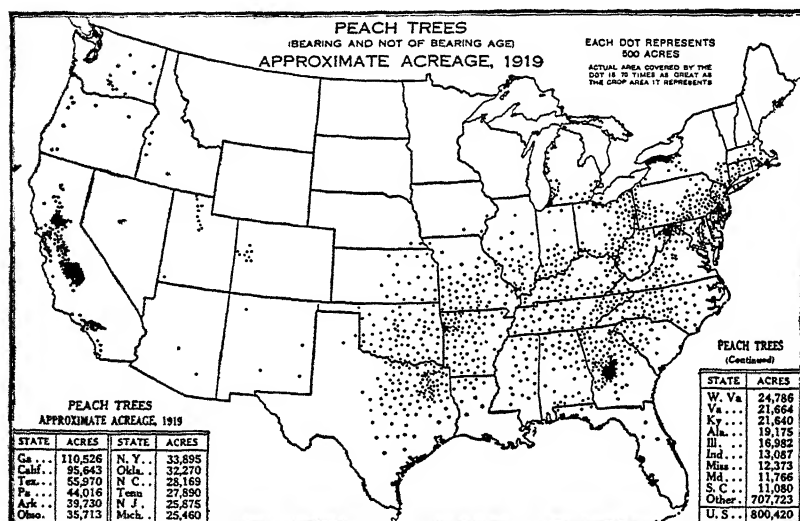 PEACH TREES
(BEARING AND NOT OF BEARING AGE)
APPROXIMATE ACREAGE, 1919
EACH DOT REPRESENTS
500 ACRES
ACTUAL AREA COVERED BY THE
DOT IS 70 TIMES AS GREAT AS
THE CROP AREA IT REPRESENTS
PEACH TREES
APPROXIMATE ACREAGE, 1919
STATE ACRES STATE ACRES
Ga... 110,526 N. Y.. 33,895
Calif.. 95,643 Okla. 32,270
Tex... 55,970 N C.. 28,169
Pa... 44,016 Tenn 27,890
Ark.. 39,730 N J.. 25,875
Ohio. 35,713 Mich.. 25,460
PEACH TREES
(Continued)
STATE ACRES
W. Va. 24,786
Va... 21,664
Ky... 21,640
Ala... 19,175
Ill... 16,982
Ind... 13,087
Miss.. 12,373
Md... 11,766
S. C.. 11,080
Other. 707,723
U. S.. 800,420